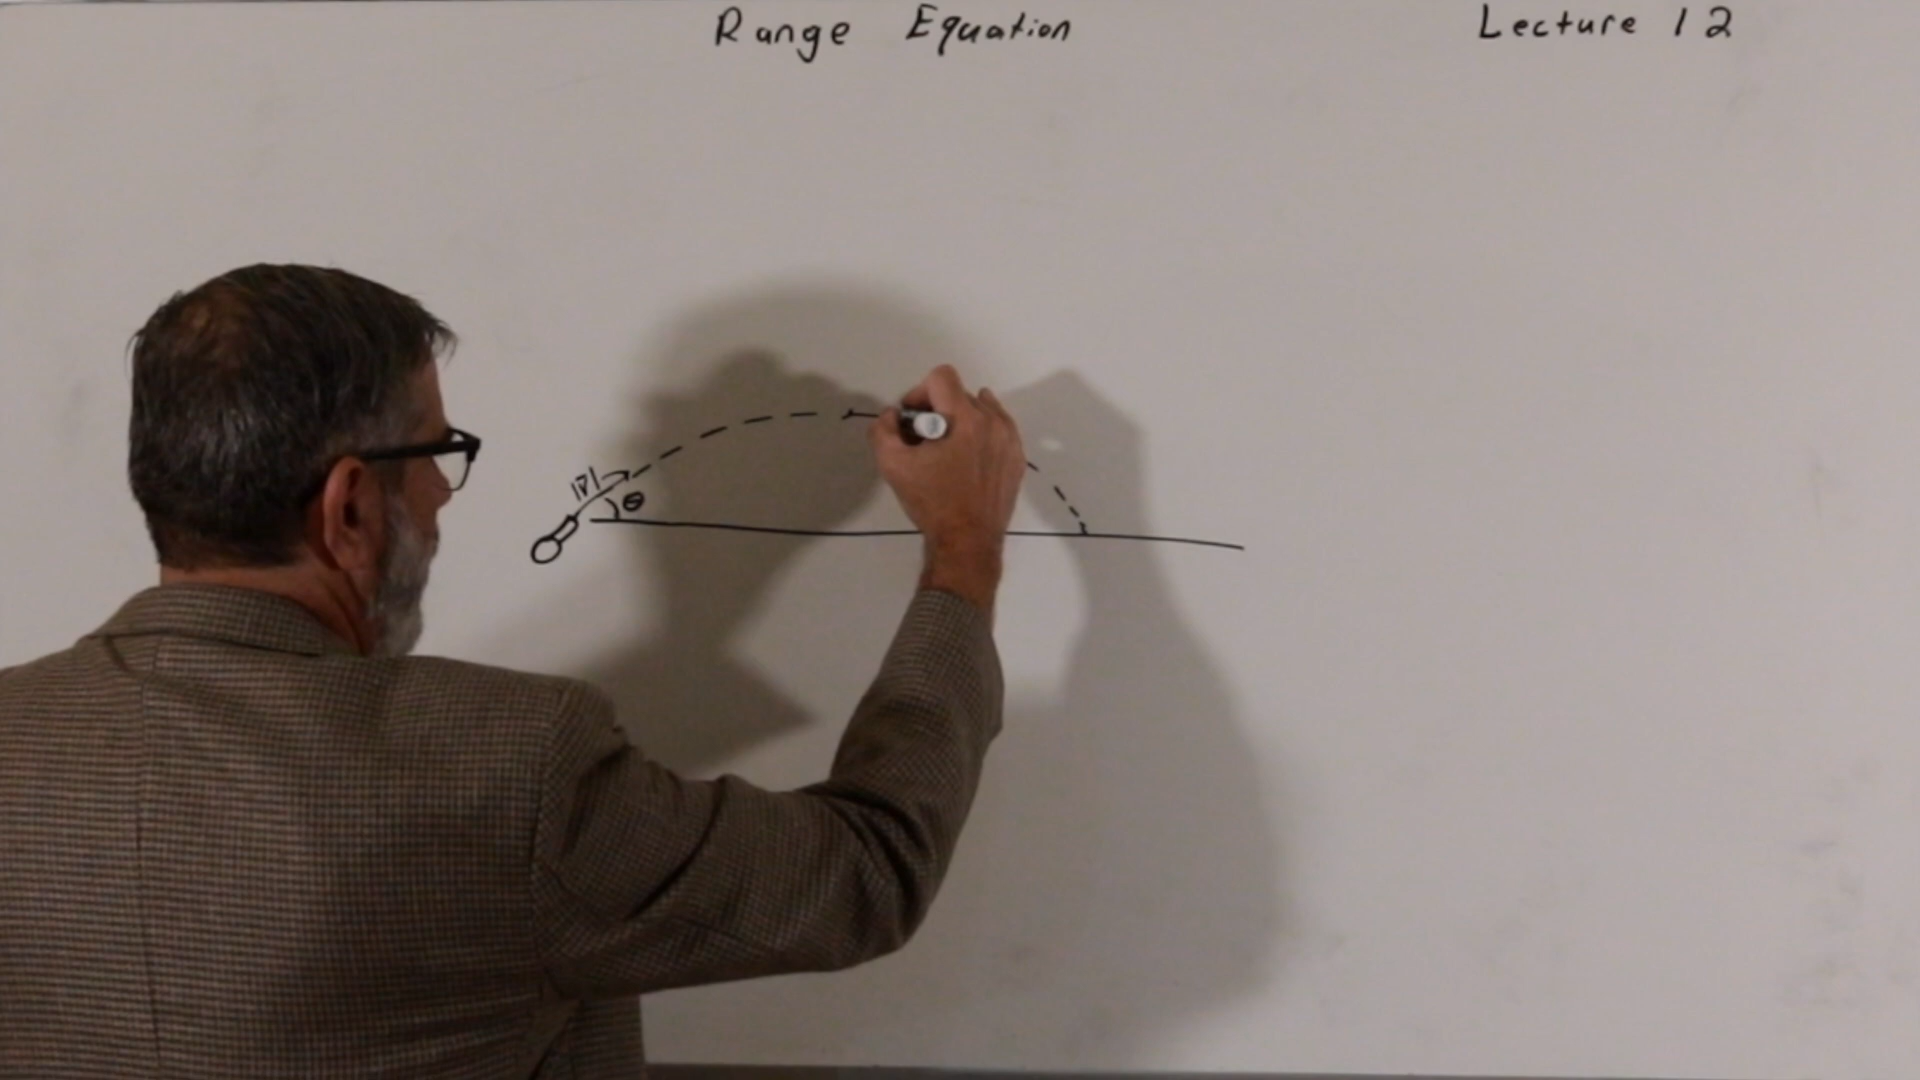 Range Equation
Lecture 12
|V|
θ